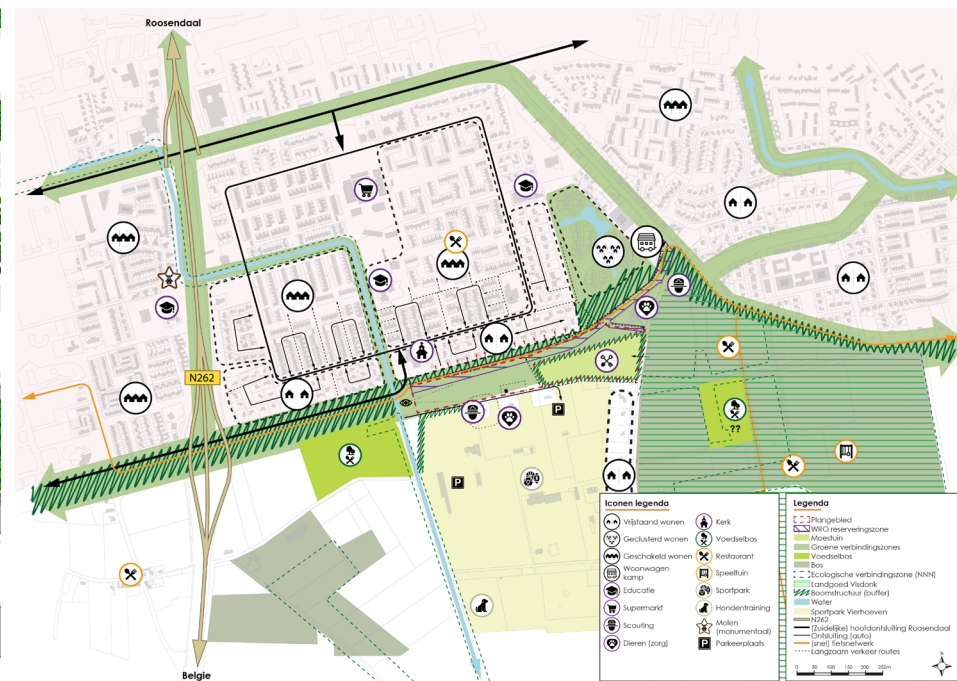 Roosendaal
N262
??
P
P
Belgie
Iconen legenda
Vrijstaand wonen
Geclusterd wonen
Geschakeld wonen
Woonwagen
kamp
Educatie
Supermarkt
Scouting
Dieren (zorg)
Kerk
Voedselbos
Restaurant
Speeltuin
Sportpark
Hondentraining
Molen
(monumentaal)
P Parkeerplaats
Legenda
Plangebied
WRO reserveringszone
Moestuin
Groene verbindingszones
Voedselbos
Bos
Ecologische verbindingszone (NNN)
Landgoed Visdonk
Boomstructuur (buffer)
Water
Sportpark Vierhoeven
N262
(Zuidelijke) hoofdontsluiting Roosendaal
Ontsluiting (auto)
(snel) fietsnetwerk
Langzaam verkeer routes
0 50 100 150 200 250m
N